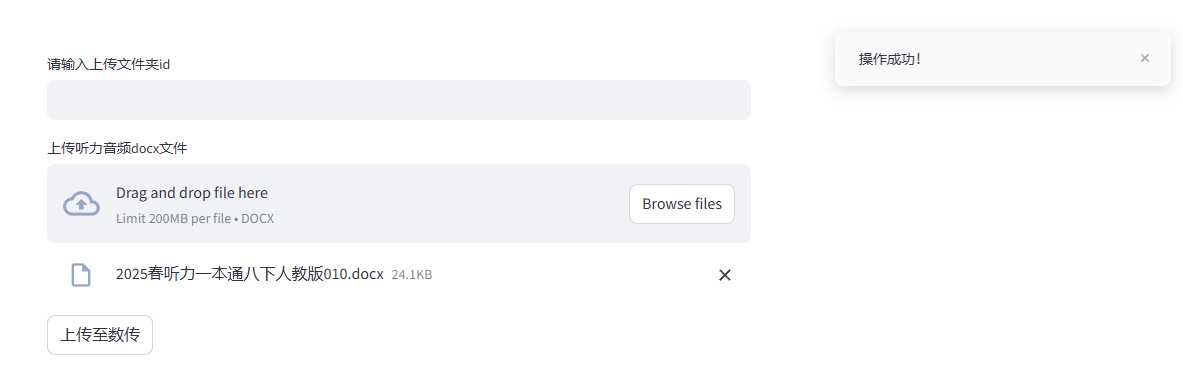 请输入上传文件夹id
操作成功！
上传听力音频docx文件
Drag and drop file here
Limit 200MB per file • DOCX
Browse files
2025春听力一本通八下人教版010.docx 24.1KB
上传至数传